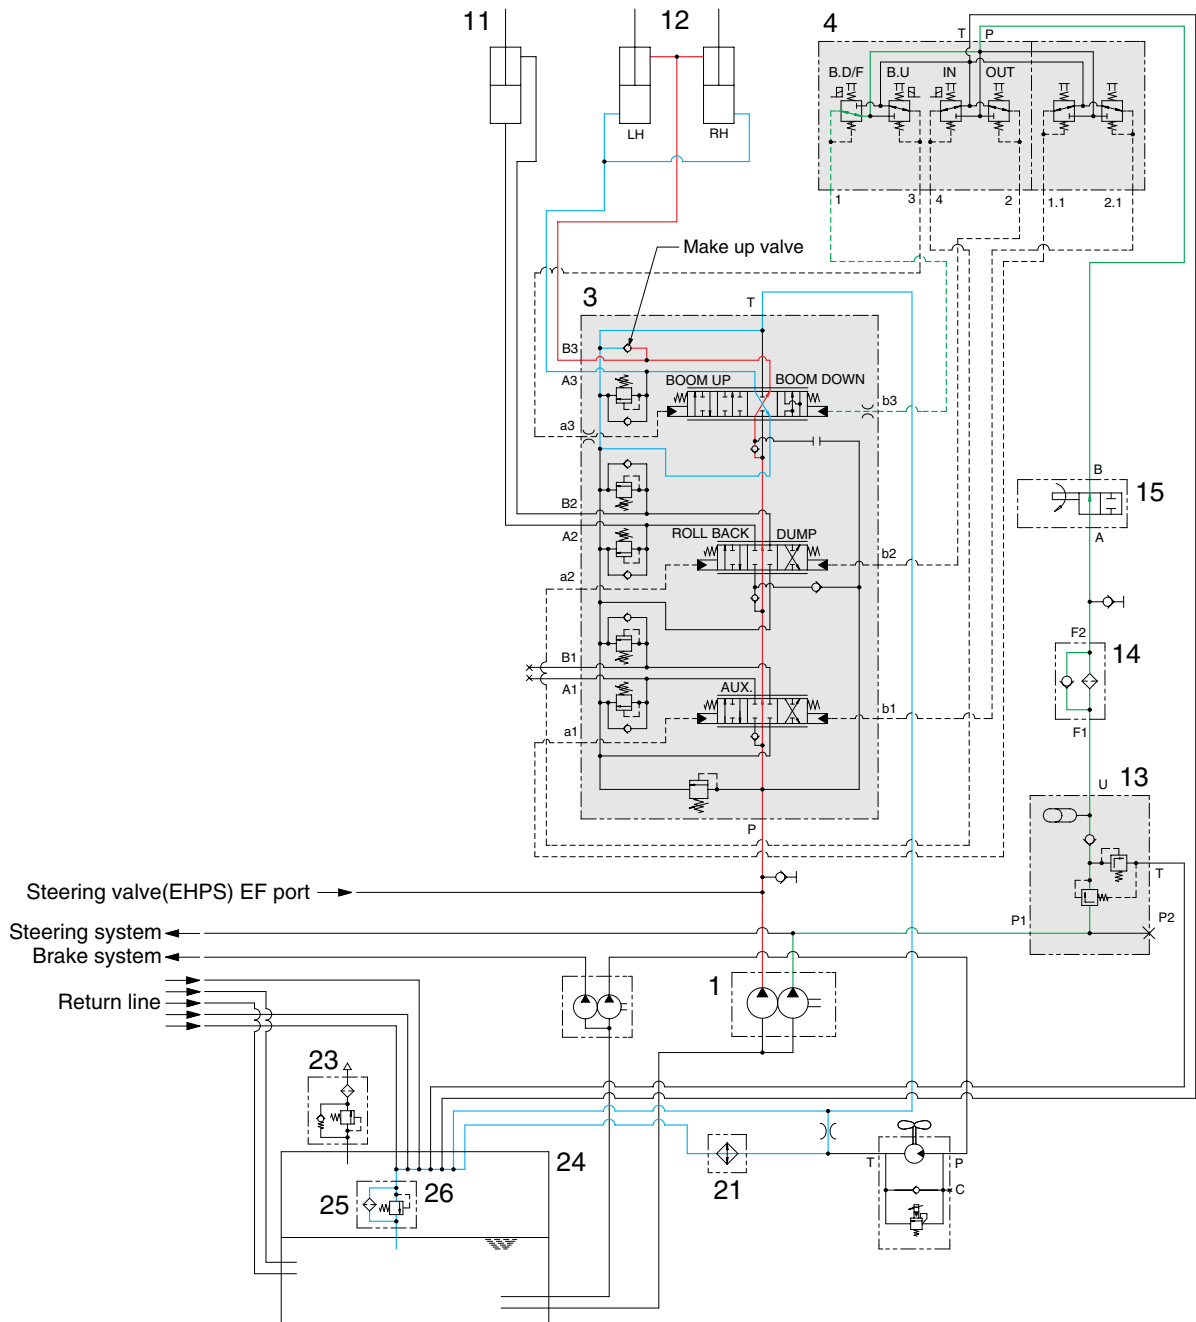 11
12
4
T P
B.D/F B.U IN OUT
LH RH
1 3 4 2 1.1 2.1
Make up valve
3
T
B3
A3
BOOM UP BOOM DOWN
b3
a3
B
15
A
B2
A2
ROLL BACK DUMP
b2
a2
F2
14
F1
B1
A1
AUX.
b1
a1
U 13
P
T
Steering valve(EHPS) EF port
P1 P2
Steering system
Brake system
1
Return line
23
24
T P
C
21
25 26